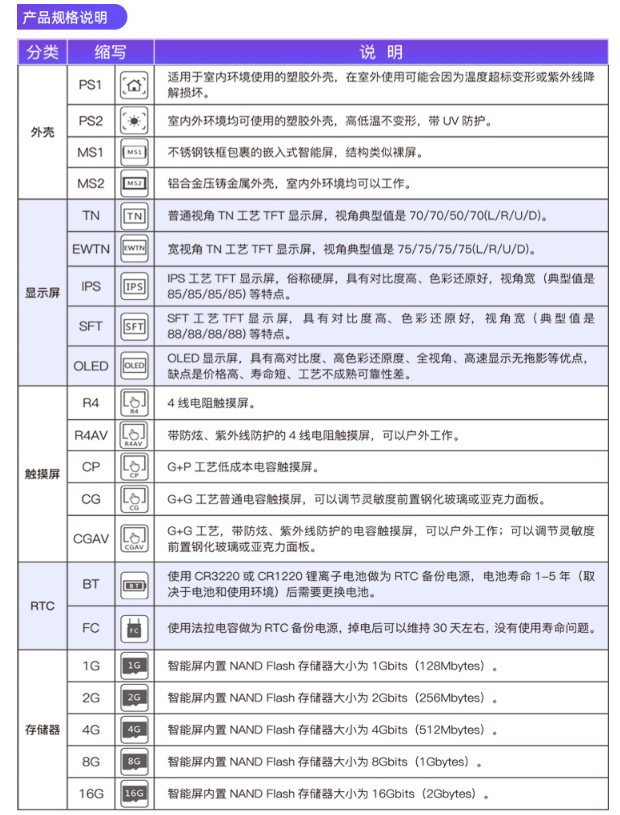 产品规格说明
分类 缩写 说 明
外壳
PS1 适用于室内环境使用的塑胶外壳，在室外使用可能会因为温度超标变形或紫外线降
解损坏。
PS2 室内外环境均可使用的塑胶外壳，高低温不变形，带 UV 防护。
MS1 MS1 不锈钢铁框包裹的嵌入式智能屏，结构类似裸屏。
MS2 MS2 铝合金压铸金属外壳，室内外环境均可以工作。
显示屏
TN TN 普通视角 TN 工艺 TFT 显示屏，视角典型值是 70/70/50/70(L/R/U/D)。
EWTN EWTN 宽视角 TN 工艺 TFT 显示屏，视角典型值是 75/75/75/75(L/R/U/D)。
IPS IPS IPS 工艺 TFT 显示屏，俗称硬屏，具有对比度高、色彩还原好，视角宽（典型值是
85/85/85/85) 等特点。
SFT SFT SFT 工艺 TFT 显示屏，具有对比度高、色彩还原好，视角宽（典型值是
88/88/88/88) 等特点。
OLED OLED OLED 显示屏，具有高对比度、高色彩还原度、全视角、高速显示无拖影等优点，
缺点是价格高、寿命短、工艺不成熟可靠性差。
触摸屏
R4 R4 4 线电阻触摸屏。
R4AV R4AV 带防炫、紫外线防护的 4 线电阻触摸屏，可以户外工作。
CP CP G+P 工艺低成本电容触摸屏。
CG CG G+G 工艺普通电容触摸屏，可以调节灵敏度前置钢化玻璃或亚克力面板。
CGAV CGAV G+G 工艺，带防炫、紫外线防护的电容触摸屏，可以户外工作；可以调节灵敏度
前置钢化玻璃或亚克力面板。
RTC
BT BT 使用 CR3220 或 CR1220 锂离子电池做为 RTC 备份电源，电池寿命 1-5 年（取
决于电池和使用环境）后需要更换电池。
FC FC 使用法拉电容做为 RTC 备份电源，掉电后可以维持 30 天左右，没有使用寿命问题。
存储器
1G 1G 智能屏内置 NAND Flash 存储器大小为 1Gbits（128Mbytes）。
2G 2G 智能屏内置 NAND Flash 存储器大小为 2Gbits（256Mbytes）。
4G 4G 智能屏内置 NAND Flash 存储器大小为 4Gbits（512Mbytes）。
8G 8G 智能屏内置 NAND Flash 存储器大小为 8Gbits（1Gbytes）。
16G 16G 智能屏内置 NAND Flash 存储器大小为 16Gbits（2Gbytes）。